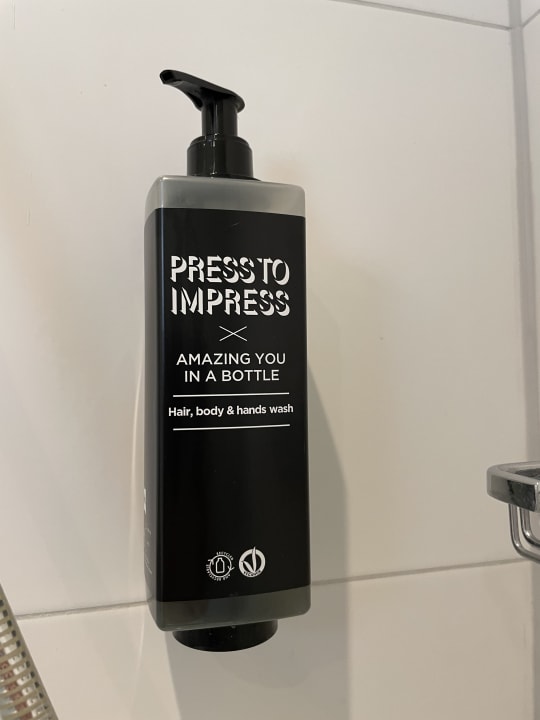 PRESS TO
IMPRESS
AMAZING YOU
IN A BOTTLE
Hair, body & hands wash